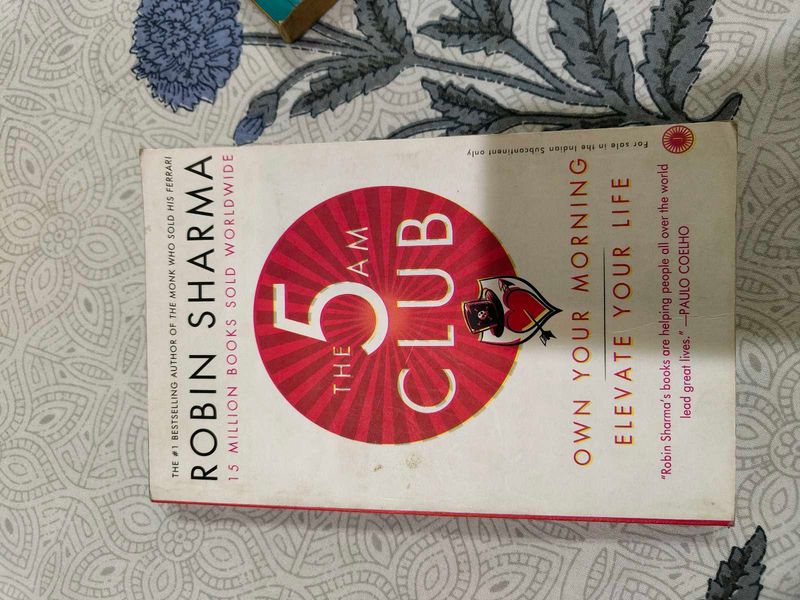 THE #1 BESTSELLING AUTHOR OF THE MONK WHO SOLD HIS FERRARI
ROBIN SHARMA
15 MILLION BOOKS SOLD WORLDWIDE
THE 5 AM
CLUB
OWN YOUR MORNING
ELEVATE YOUR LIFE
"Robin Sharma's books are helping people all over the world
lead great lives." —PAULO COELHO
For sale in the Indian Subcontinent only